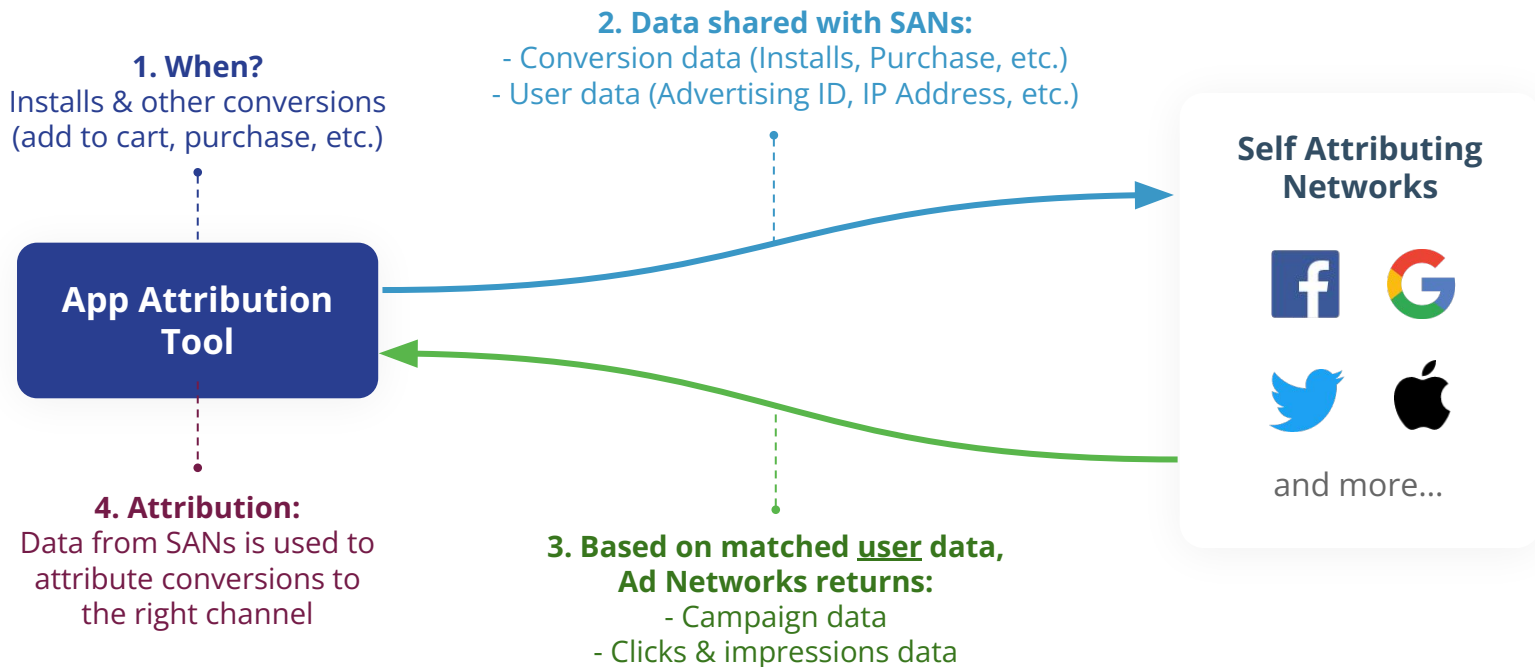 1. When?
Installs & other conversions
(add to cart, purchase, etc.)
2. Data shared with SANs:
- Conversion data (Installs, Purchase, etc.)
- User data (Advertising ID, IP Address, etc.)
Self Attributing
Networks
and more...
App Attribution
Tool
4. Attribution:
Data from SANs is used to
attribute conversions to
the right channel
3. Based on matched user data,
Ad Networks returns:
- Campaign data
- Clicks & impressions data